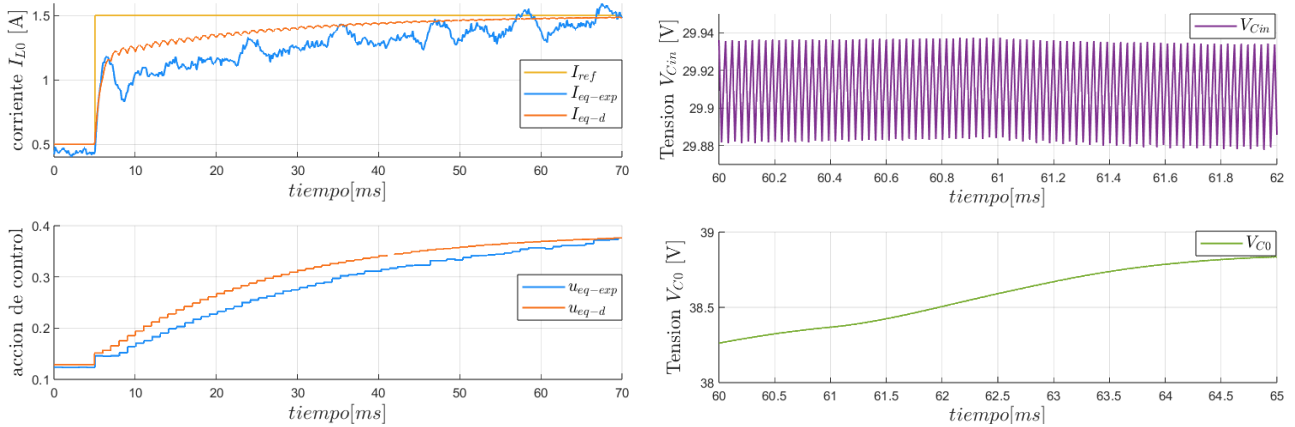 corriente I_{L0} [A]
1.5
1
0.5
I_{ref}
I_{eq-exp}
I_{eq-d}
0 10 20 30 40 50 60 70
tiempo[ms]
Tension V_{Cin} [V]
29.94
29.92
29.9
29.88
V_{Cin}
60 60.2 60.4 60.6 60.8 61 61.2 61.4 61.6 61.8 62
tiempo[ms]
accion de control
0.4
0.3
0.2
0.1
u_{eq-exp}
u_{eq-d}
0 10 20 30 40 50 60 70
tiempo[ms]
Tension V_{C0} [V]
39
38.5
38
V_{C0}
60 60.5 61 61.5 62 62.5 63 63.5 64 64.5 65
tiempo[ms]